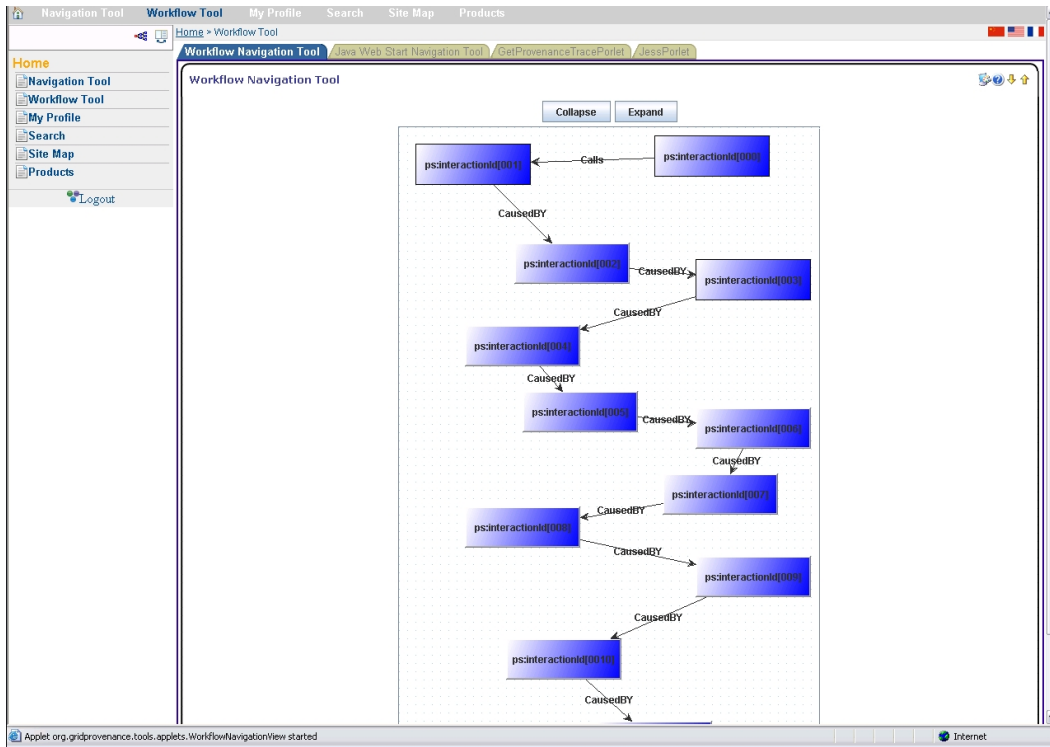 Navigation Tool Workflow Tool My Profile Search Site Map Products
Home > Workflow Tool
Workflow Navigation Tool Java Web Start Navigation Tool GetProvenanceTracePorlet JessPorlet
Home
Navigation Tool
Workflow Tool
My Profile
Search
Site Map
Products
Logout
Workflow Navigation Tool
Collapse Expand
ps:interactionId[001] Calls ps:interactionId[000]
CausedBY
ps:interactionId[002] CausedBY ps:interactionId[003]
CausedBY
ps:interactionId[004]
CausedBY
ps:interactionId[005] CausedBY ps:interactionId[006]
CausedBY
ps:interactionId[007]
CausedBY
ps:interactionId[008]
CausedBY
ps:interactionId[009]
CausedBY
ps:interactionId[0010]
CausedBY
Applet org.gridprovenance.tools.applets.WorkflowNavigationView started Internet